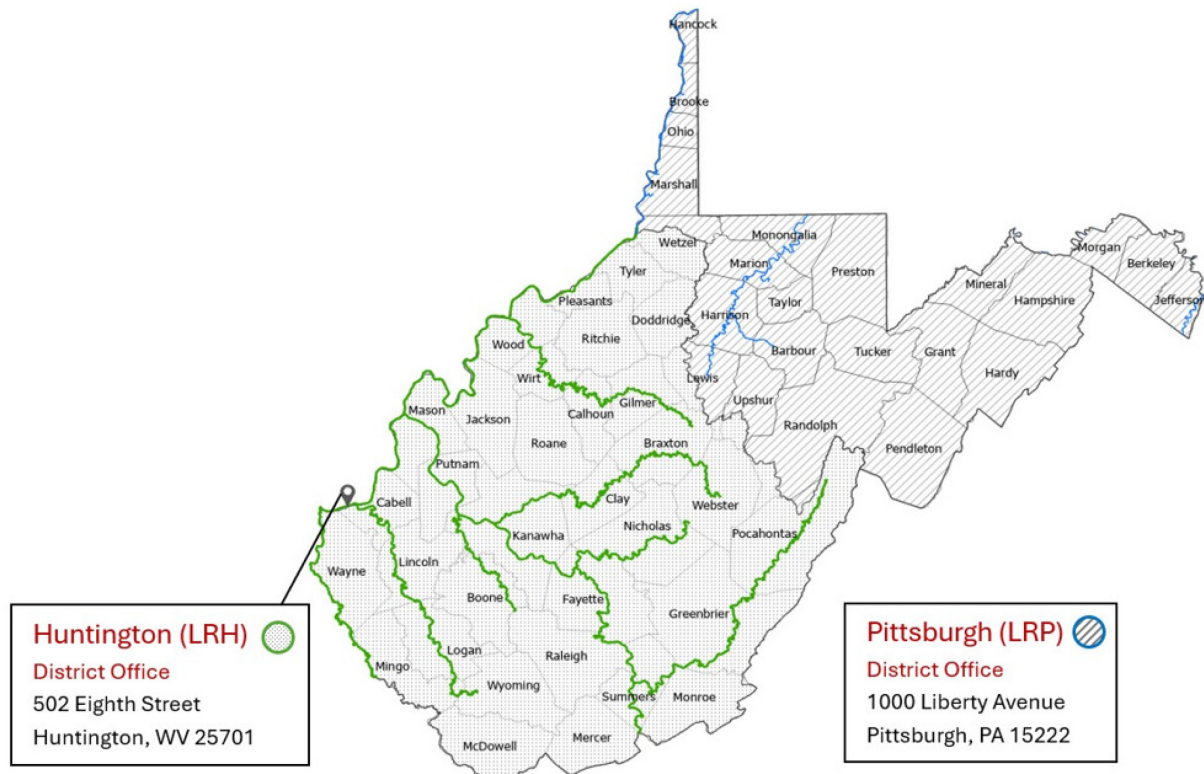 Hancock
Brooke
Ohio
Marshall
Wetzel
Monongalia
Marion
Preston
Tyler
Pleasants
Taylor
Harrison
Doddridge
Ritchie
Wood
Barbour
Tucker
Grant
Mineral
Hampshire
Morgan
Berkeley
Jefferson
Hardy
Wirt
Lewis
Upshur
Gilmer
Calhoun
Mason
Jackson
Roane
Braxton
Randolph
Pendleton
Putnam
Cabell
Clay
Webster
Nicholas
Kanawha
Pocahontas
Lincoln
Wayne
Boone
Fayette
Greenbrier
Logan
Raleigh
Mingo
Wyoming
Summers
Monroe
Mercer
McDowell
Huntington (LRH)
District Office
502 Eighth Street
Huntington, WV 25701
Pittsburgh (LRP)
District Office
1000 Liberty Avenue
Pittsburgh, PA 15222